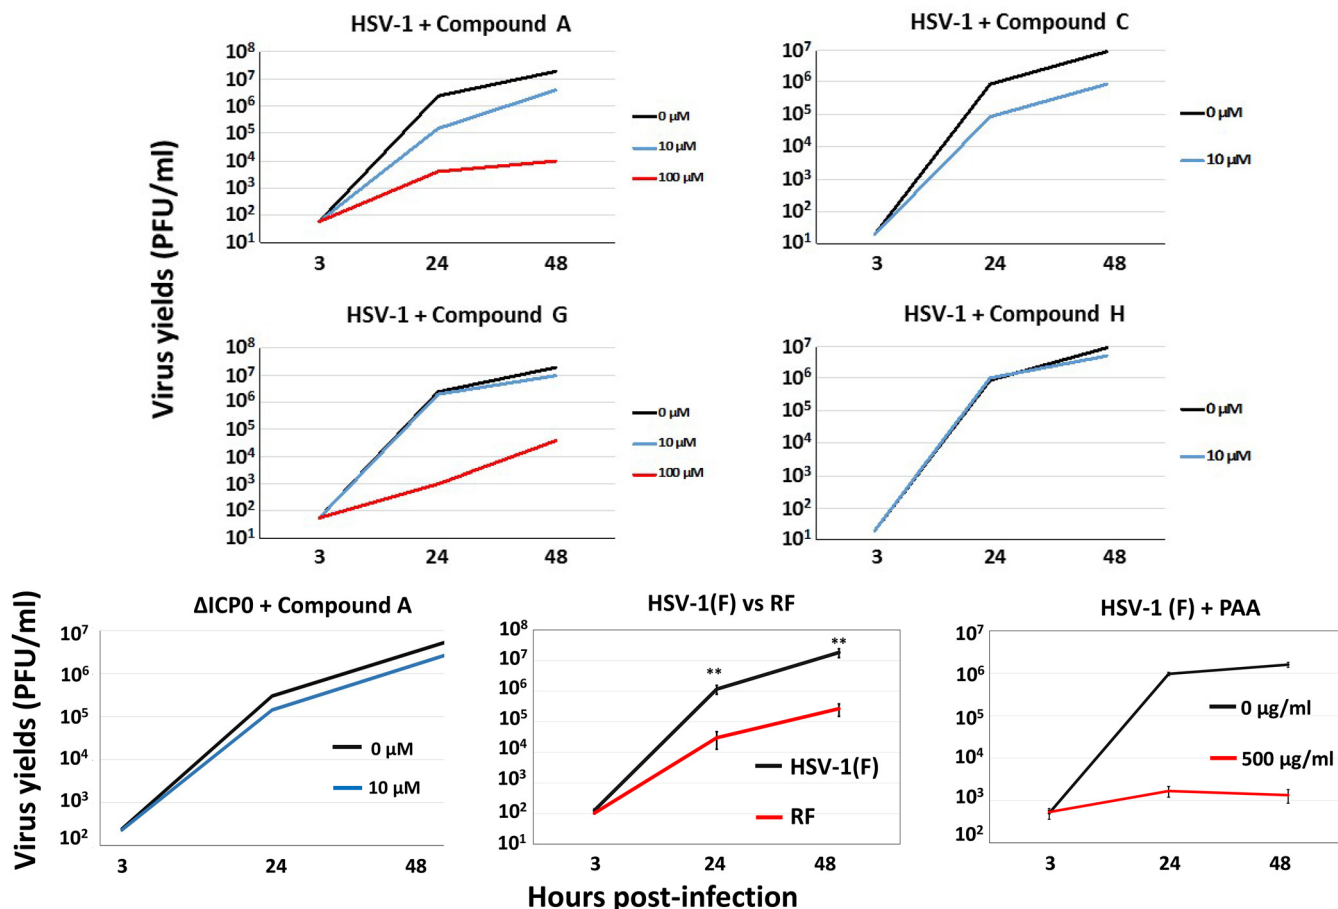 HSV-1 + Compound A
10⁸
10⁷
10⁶
10⁵
10⁴
10³
10²
10¹
3 24 48
0 µM
10 µM
100 µM
HSV-1 + Compound C
10⁷
10⁶
10⁵
10⁴
10³
10²
10¹
3 24 48
0 µM
10 µM
Virus yields (PFU/ml)
HSV-1 + Compound G
10⁸
10⁷
10⁶
10⁵
10⁴
10³
10²
10¹
3 24 48
0 µM
10 µM
100 µM
HSV-1 + Compound H
10⁷
10⁶
10⁵
10⁴
10³
10²
10¹
3 24 48
0 µM
10 µM
Virus yields (PFU/ml)
ΔICP0 + Compound A
10⁷
10⁶
10⁵
10⁴
10³
10²
3 24 48
0 µM
10 µM
HSV-1(F) vs RF
10⁸
10⁷
10⁶
10⁵
10⁴
10³
10²
10¹
** **
3 24 48
HSV-1(F)
RF
HSV-1 (F) + PAA
10⁷
10⁶
10⁵
10⁴
10³
10²
3 24 48
0 µg/ml
500 µg/ml
Hours post-infection